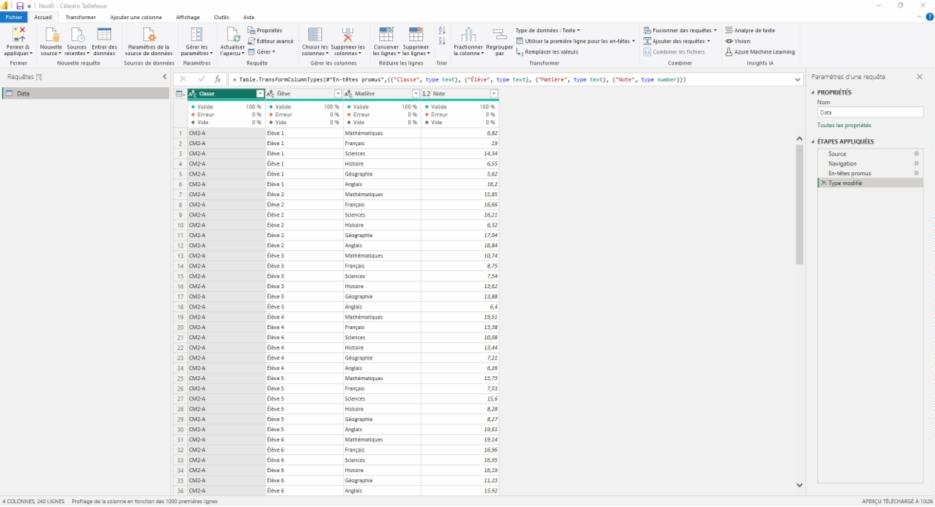 NoelB - Célestin Taillefoux
Fichier Accueil Transformer Ajouter une colonne Affichage Outils Aide
Fermer & appliquer
Nouvelle source
Sources récentes
Entrer des données
Paramètres de la source de données
Gérer les paramètres
Actualiser l'aperçu
Propriétés
Éditeur avancé
Gérer
Choisir les colonnes
Supprimer les colonnes
Conserver les lignes
Supprimer les lignes
Fractionner la colonne
Regrouper par
Type de données : Texte
Utiliser la première ligne pour les en-têtes
Remplacer les valeurs
Fusionner des requêtes
Ajouter des requêtes
Combiner les fichiers
Analyse de texte
Vision
Azure Machine Learning
Fermer Nouvelle requête Sources de données Paramètres Requête Gérer les colonnes Réduire les lignes Trier Transformer Combiner Insights IA
Requêtes [1]
Data
= Table.TransformColumnTypes(#"En-têtes promus",{{"Classe", type text}, {"Élève", type text}, {"Matière", type text}, {"Note", type number}})
Classe Élève Matière 1.2 Note
Valide 100 % Valide 100 % Valide 100 % Valide 100 %
Erreur 0 % Erreur 0 % Erreur 0 % Erreur 0 %
Vide 0 % Vide 0 % Vide 0 % Vide 0 %
1 CM2-A Élève 1 Mathématiques 6,82
2 CM2-A Élève 1 Français 19
3 CM2-A Élève 1 Sciences 14,34
4 CM2-A Élève 1 Histoire 6,55
5 CM2-A Élève 1 Géographie 5,62
6 CM2-A Élève 1 Anglais 16,2
7 CM2-A Élève 2 Mathématiques 15,85
8 CM2-A Élève 2 Français 16,66
9 CM2-A Élève 2 Sciences 16,21
10 CM2-A Élève 2 Histoire 6,32
11 CM2-A Élève 2 Géographie 17,04
12 CM2-A Élève 2 Anglais 18,84
13 CM2-A Élève 3 Mathématiques 10,74
14 CM2-A Élève 3 Français 8,75
15 CM2-A Élève 3 Sciences 7,54
16 CM2-A Élève 3 Histoire 13,62
17 CM2-A Élève 3 Géographie 13,88
18 CM2-A Élève 3 Anglais 6,4
19 CM2-A Élève 4 Mathématiques 19,51
20 CM2-A Élève 4 Français 13,38
21 CM2-A Élève 4 Sciences 10,08
22 CM2-A Élève 4 Histoire 13,44
23 CM2-A Élève 4 Géographie 7,21
24 CM2-A Élève 4 Anglais 6,26
25 CM2-A Élève 5 Mathématiques 15,75
26 CM2-A Élève 5 Français 7,53
27 CM2-A Élève 5 Sciences 15,6
28 CM2-A Élève 5 Histoire 8,28
29 CM2-A Élève 5 Géographie 8,27
30 CM2-A Élève 5 Anglais 19,61
31 CM2-A Élève 6 Mathématiques 19,14
32 CM2-A Élève 6 Français 16,96
33 CM2-A Élève 6 Sciences 16,95
34 CM2-A Élève 6 Histoire 16,19
35 CM2-A Élève 6 Géographie 11,23
36 CM2-A Élève 6 Anglais 15,92
Paramètres d'une requête
PROPRIÉTÉS
Nom
Data
Toutes les propriétés
ÉTAPES APPLIQUÉES
Source
Navigation
En-têtes promus
Type modifié
4 COLONNES, 240 LIGNES Profilage de la colonne en fonction des 1000 premières lignes
APERÇU TÉLÉCHARGÉ À 10:26